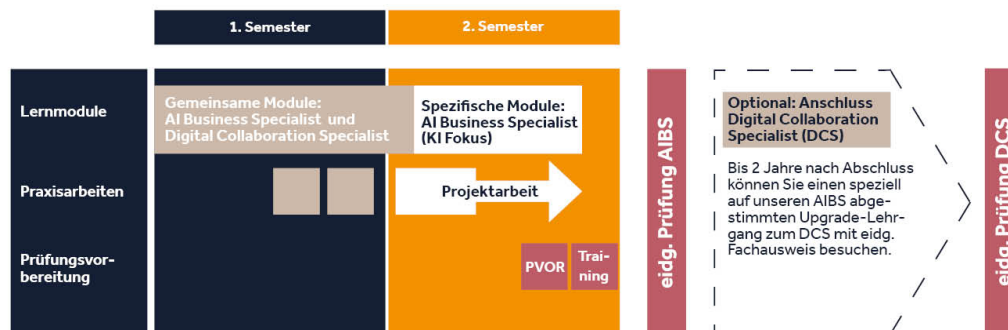 1. Semester
2. Semester
Lernmodule
Gemeinsame Module:
AI Business Specialist und
Digital Collaboration Specialist
Spezifische Module:
AI Business Specialist
(KI Fokus)
Praxisarbeiten
Projektarbeit
Prüfungsvor-
bereitung
PVOR
Trai-
ning
eidg. Prüfung AIBS
Optional: Anschluss
Digital Collaboration
Specialist (DCS)
Bis 2 Jahre nach Abschluss
können Sie einen speziell
auf unseren AIBS abge-
stimmten Upgrade-Lehr-
gang zum DCS mit eidg.
Fachausweis besuchen.
eidg. Prüfung DCS